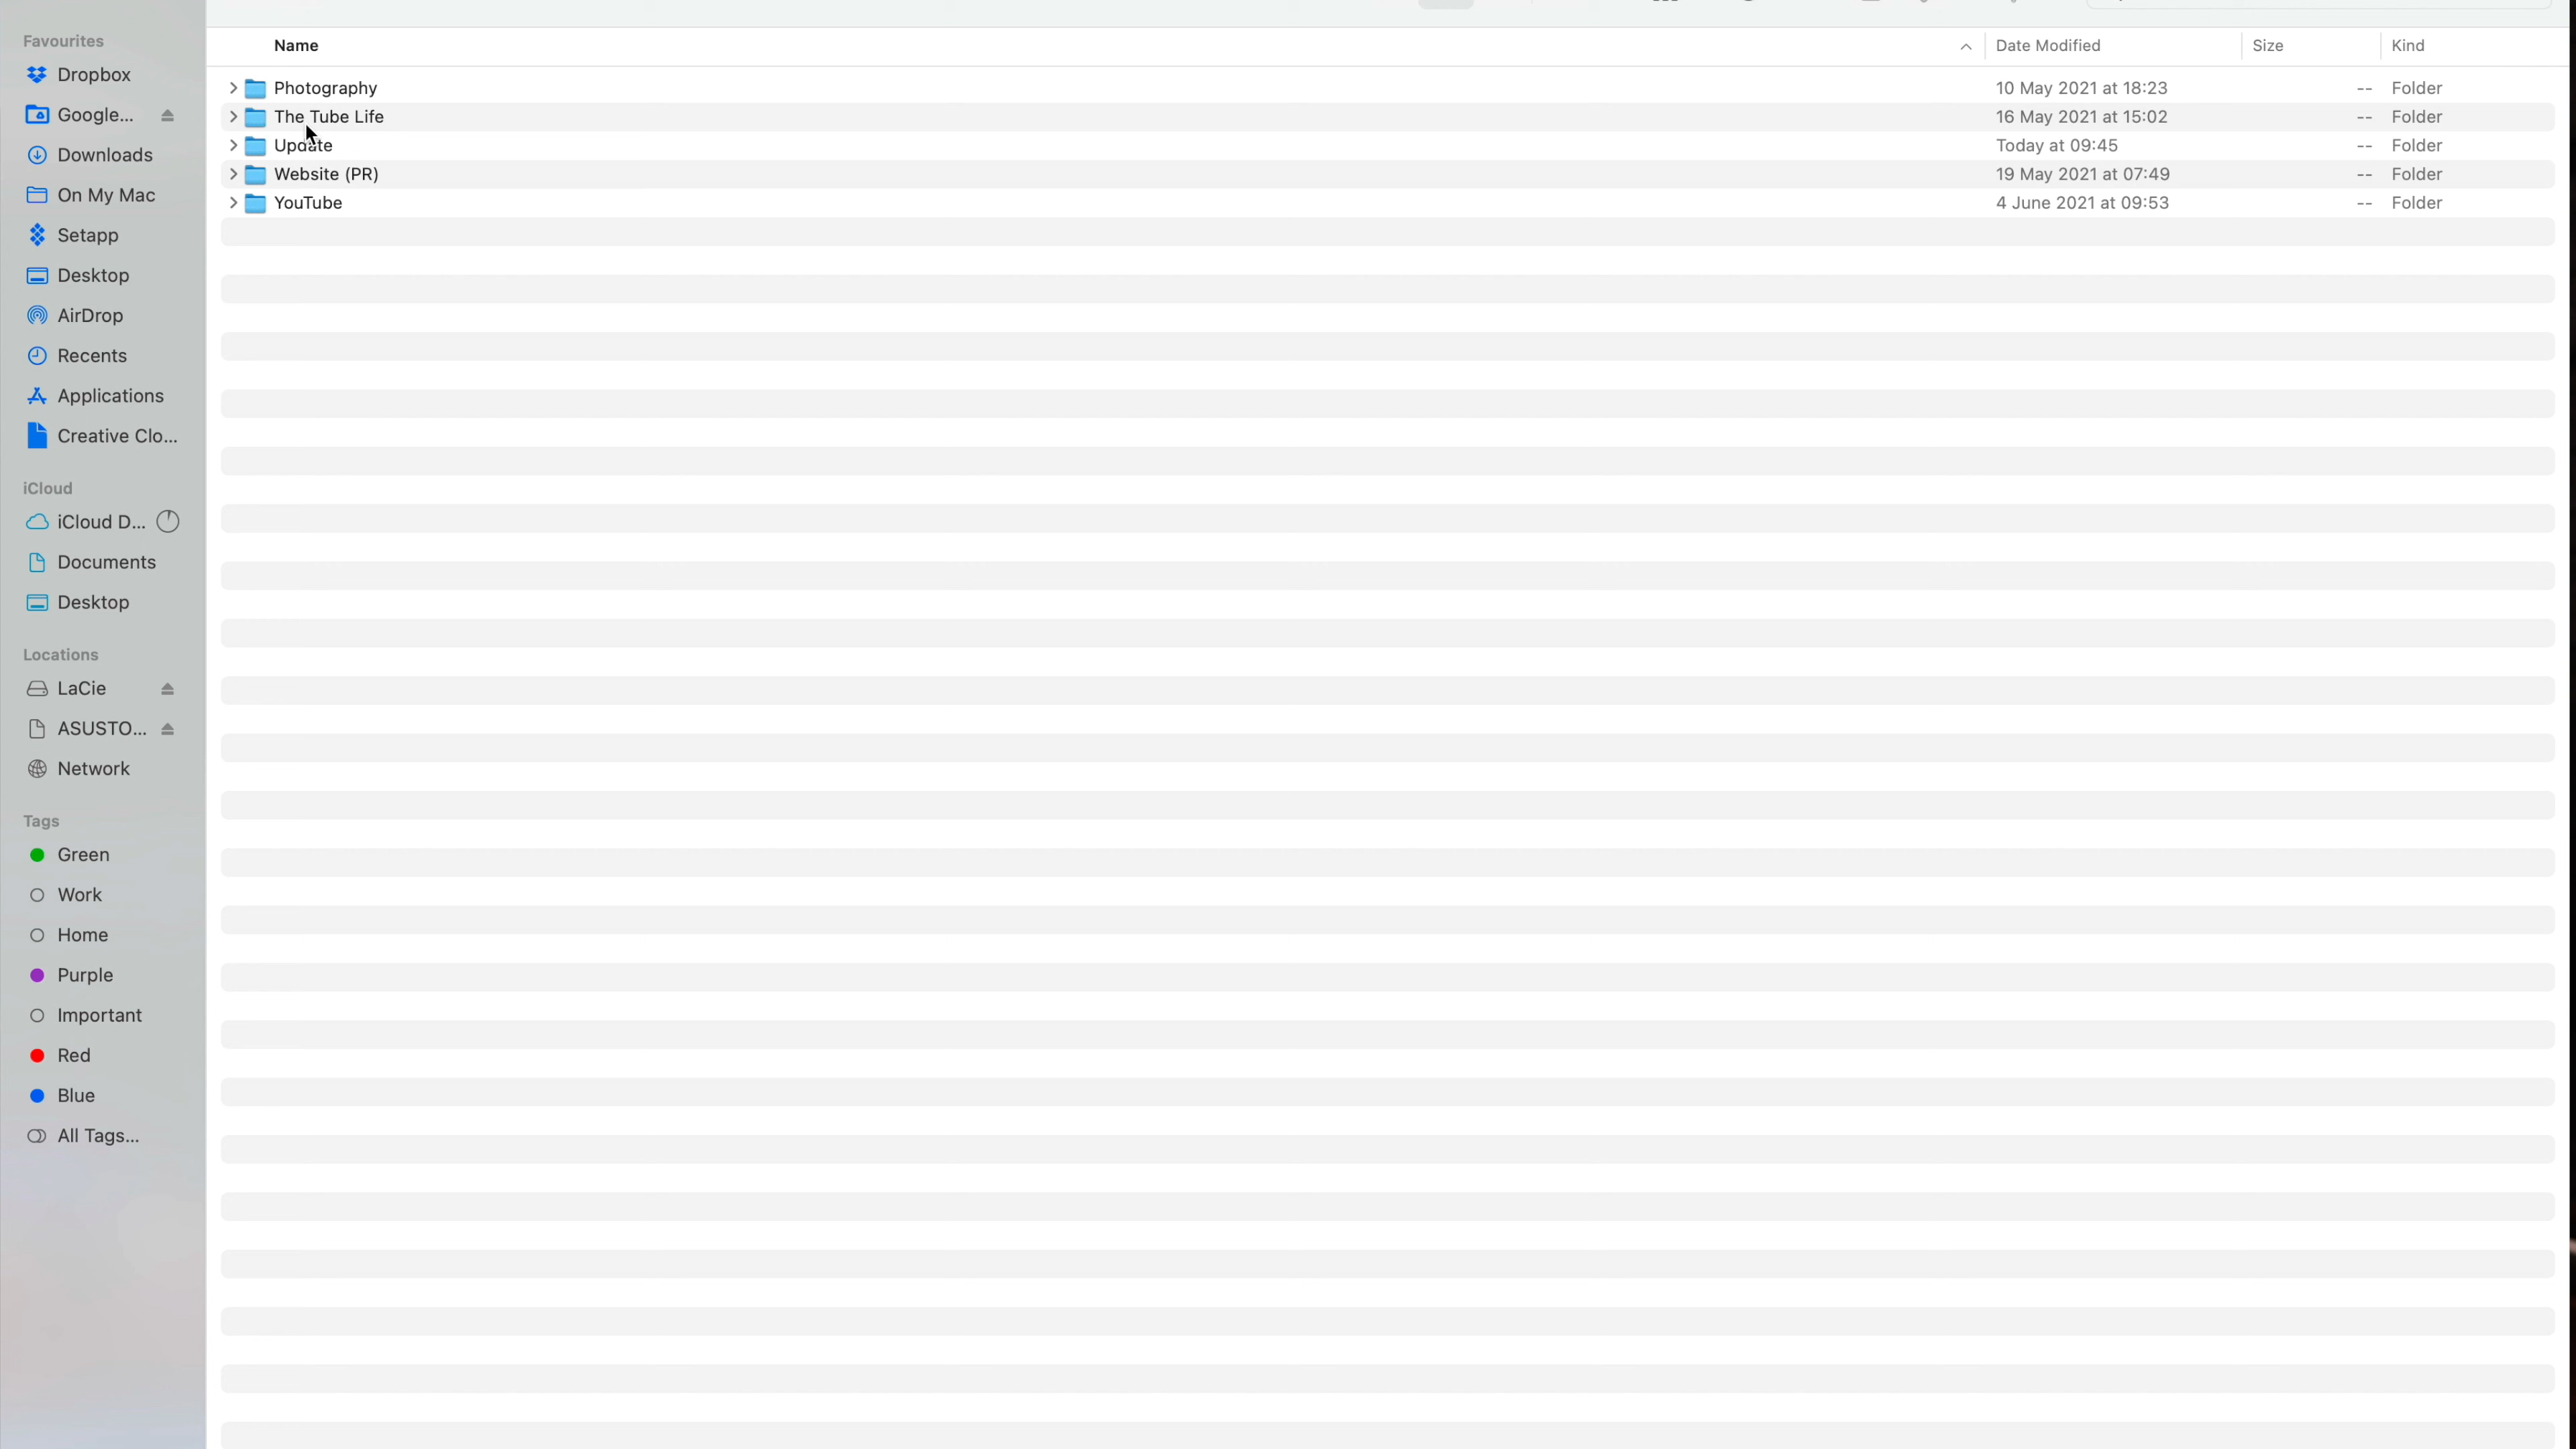 Favourites
Dropbox
Google...
Downloads
On My Mac
Setapp
Desktop
AirDrop
Recents
Applications
Creative Clo...
iCloud
iCloud D...
Documents
Desktop
Locations
LaCie
ASUSTO...
Network
Tags
Green
Work
Home
Purple
Important
Red
Blue
All Tags...
Name Date Modified Size Kind
Photography 10 May 2021 at 18:23 -- Folder
The Tube Life 16 May 2021 at 15:02 -- Folder
Update Today at 09:45 -- Folder
Website (PR) 19 May 2021 at 07:49 -- Folder
YouTube 4 June 2021 at 09:53 -- Folder